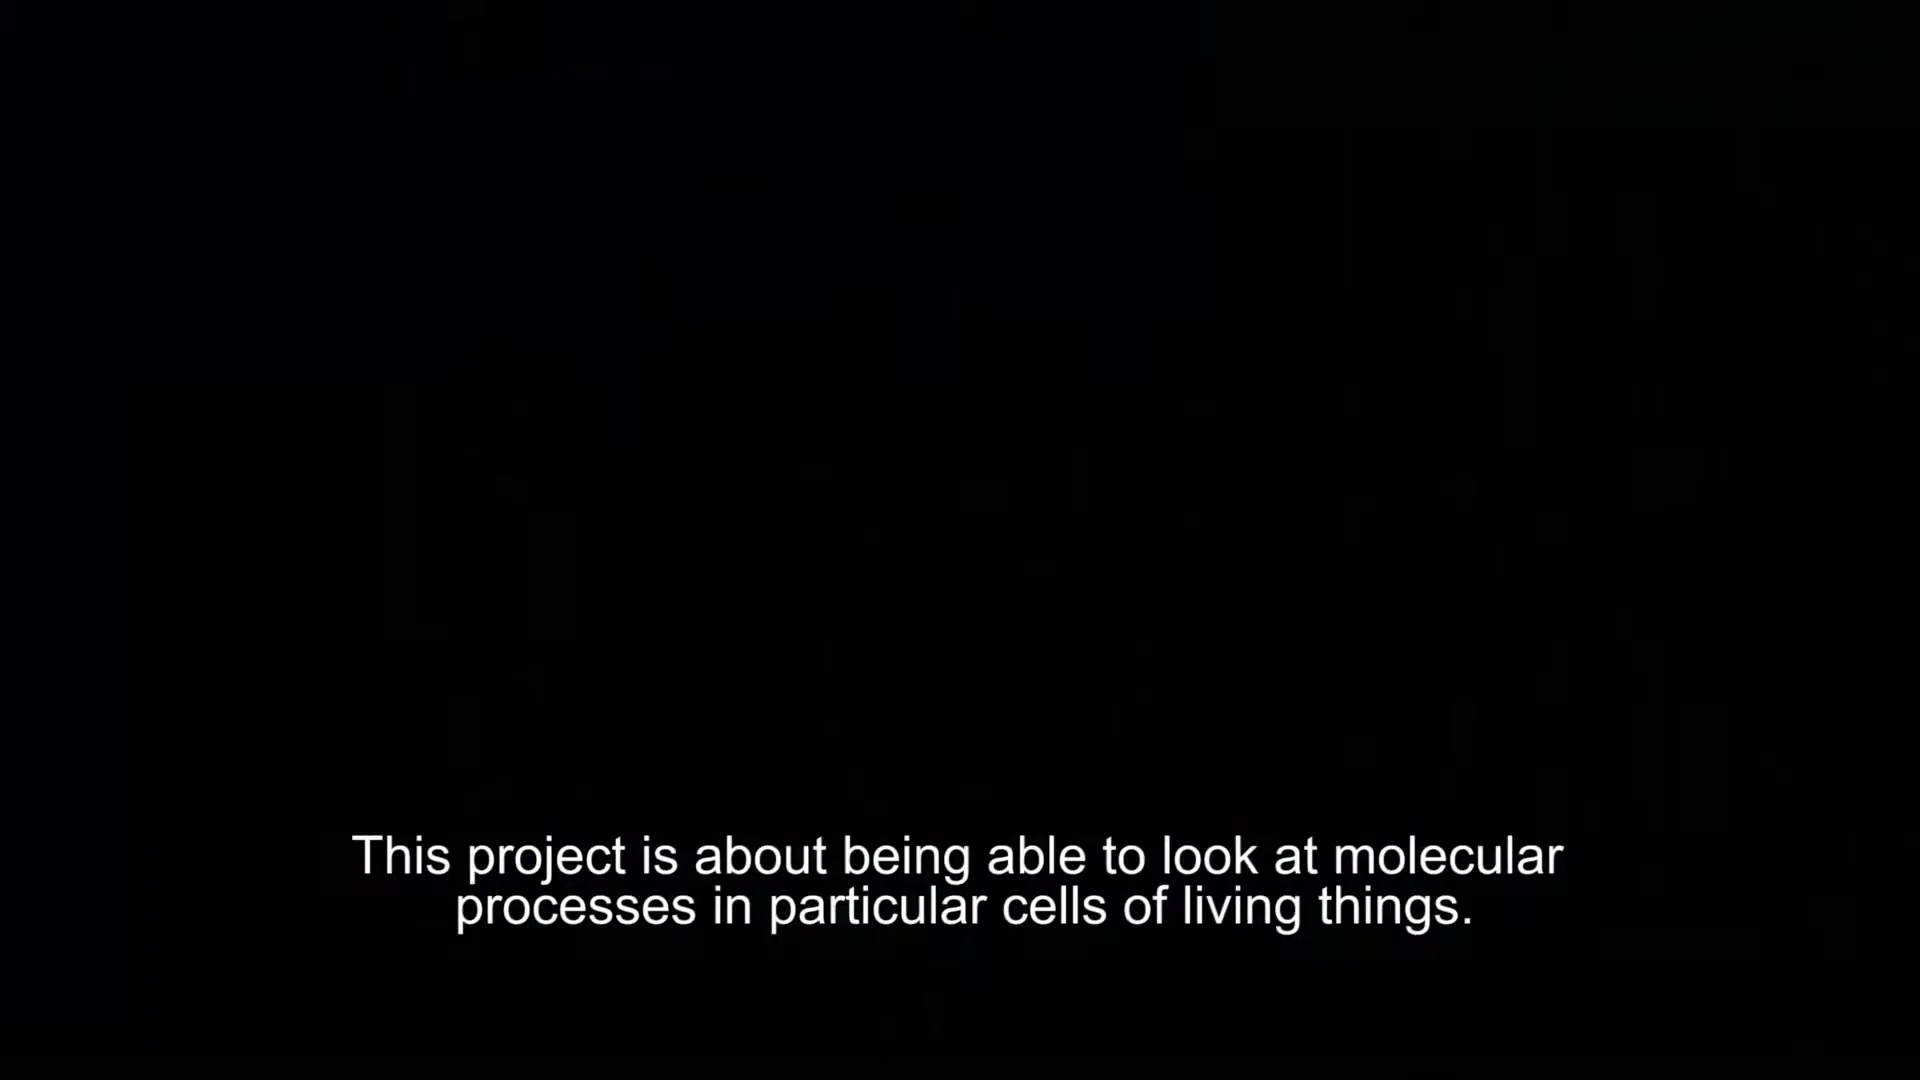 This project is about being able to look at molecular
processes in particular cells of living things.